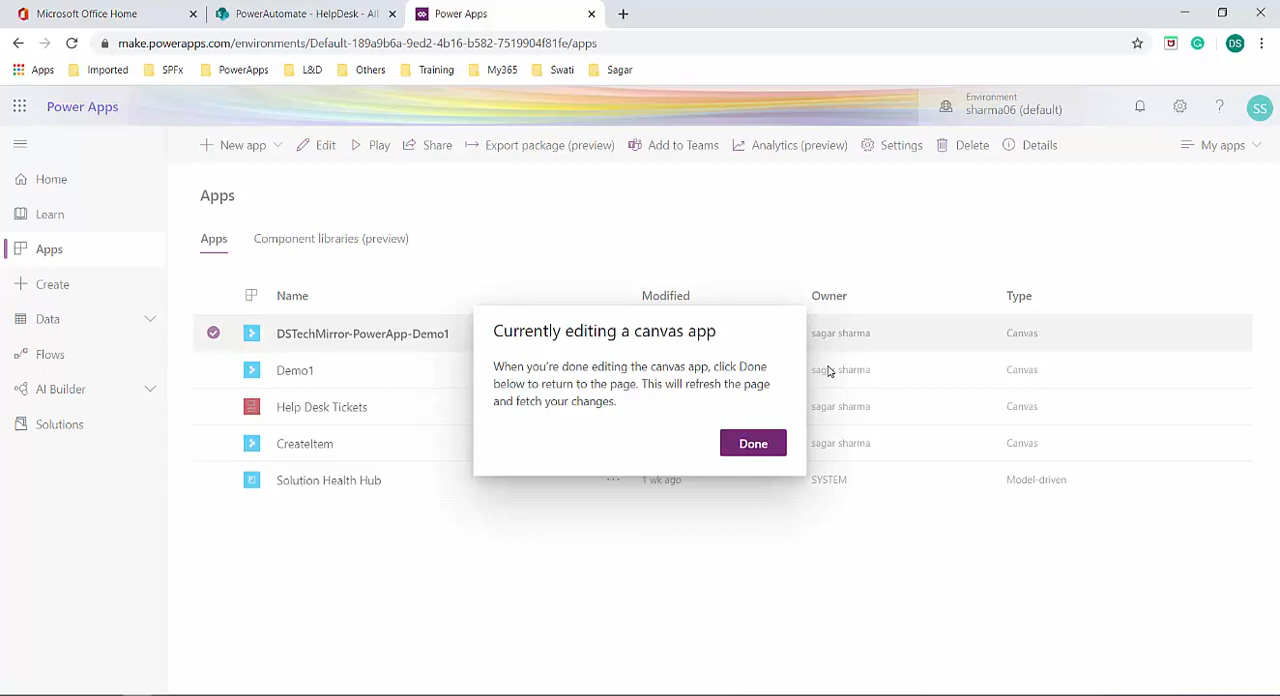 Microsoft Office Home
PowerAutomate - HelpDesk - All
Power Apps
make.powerapps.com/environments/Default-189a9b6a-9ed2-4b16-b582-7519904f81fe/apps
DS
Apps Imported SPFx PowerApps L&D Others Training My365 Swati Sagar
Power Apps
Environment
sharma06 (default)
?
SS
New app Edit Play Share Export package (preview) Add to Teams Analytics (preview) Settings Delete Details My apps
Home
Learn
Apps
Create
Data
Flows
AI Builder
Solutions
Apps
Apps Component libraries (preview)
Name Modified Owner Type
DSTechMirror-PowerApp-Demo1 sagar sharma Canvas
Demo1 sagar sharma Canvas
Help Desk Tickets sagar sharma Canvas
CreateItem sagar sharma Canvas
Solution Health Hub ... 1 wk ago SYSTEM Model-driven
Currently editing a canvas app
When you're done editing the canvas app, click Done
below to return to the page. This will refresh the page
and fetch your changes.
Done